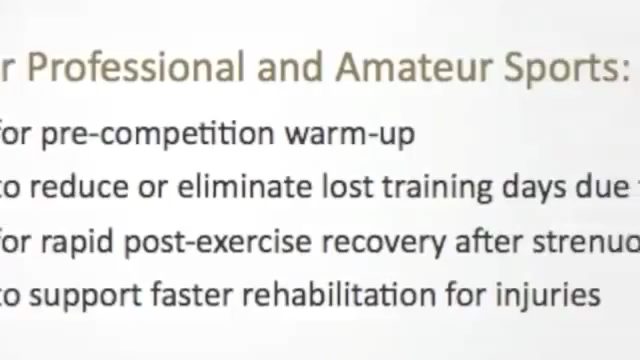 r Professional and Amateur Sports:
for pre-competition warm-up
to reduce or eliminate lost training days due
for rapid post-exercise recovery after strenuo
to support faster rehabilitation for injuries